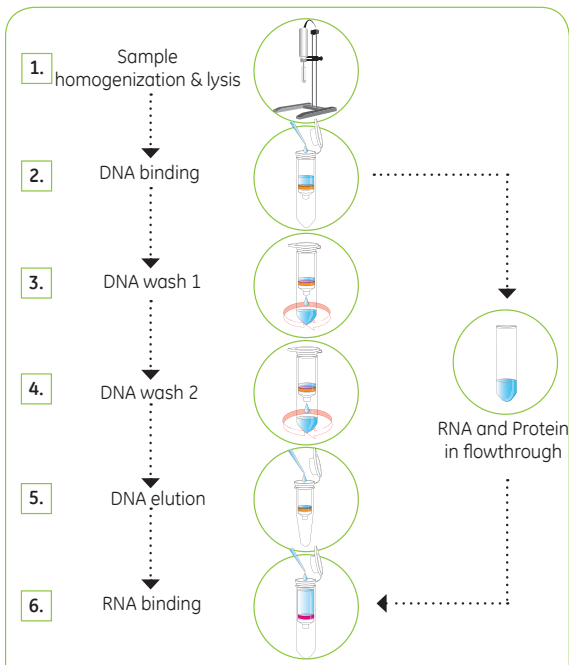 1.
Sample
homogenization & lysis
2.
DNA binding
3.
DNA wash 1
4.
DNA wash 2
RNA and Protein
in flowthrough
5.
DNA elution
6.
RNA binding